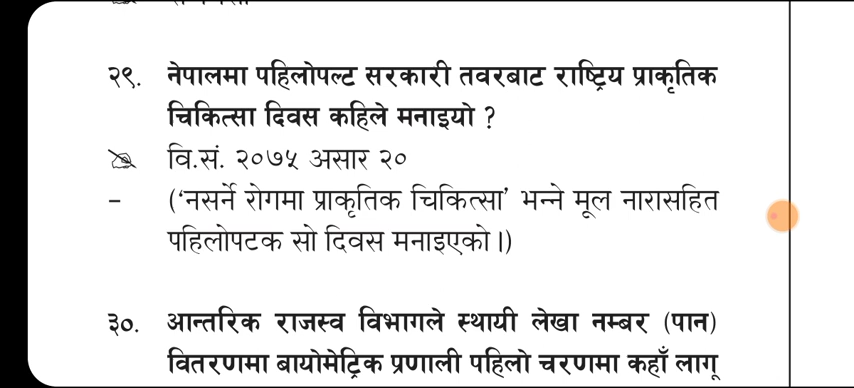 २९. नेपालमा पहिलोपल्ट सरकारी तवरबाट राष्ट्रिय प्राकृतिक
चिकित्सा दिवस कहिले मनाइयो ?
वि.सं. २०७५ असार २०
– (‘नसर्ने रोगमा प्राकृतिक चिकित्सा’ भन्ने मूल नारासहित
पहिलोपटक सो दिवस मनाइएको ।)
३०. आन्तरिक राजस्व विभागले स्थायी लेखा नम्बर (पान)
वितरणमा बायोमेट्रिक प्रणाली पहिलो चरणमा कहाँ लागू